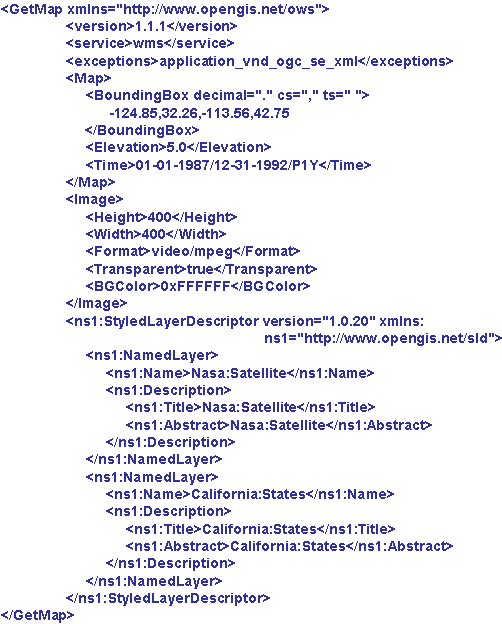 <GetMap xmlns="http://www.opengis.net/ows">
<version>1.1.1</version>
<service>wms</service>
<exceptions>application_vnd_ogc_se_xml</exceptions>
<Map>
<BoundingBox decimal="." cs="," ts=" ">
-124.85,32.26,-113.56,42.75
</BoundingBox>
<Elevation>5.0</Elevation>
<Time>01-01-1987/12-31-1992/P1Y</Time>
</Map>
<Image>
<Height>400</Height>
<Width>400</Width>
<Format>video/mpeg</Format>
<Transparent>true</Transparent>
<BGColor>0xFFFFFF</BGColor>
</Image>
<ns1:StyledLayerDescriptor version="1.0.20" xmlns:
ns1="http://www.opengis.net/sld">
<ns1:NamedLayer>
<ns1:Name>Nasa:Satellite</ns1:Name>
<ns1:Description>
<ns1:Title>Nasa:Satellite</ns1:Title>
<ns1:Abstract>Nasa:Satellite</ns1:Abstract>
</ns1:Description>
</ns1:NamedLayer>
<ns1:NamedLayer>
<ns1:Name>California:States</ns1:Name>
<ns1:Description>
<ns1:Title>California:States</ns1:Title>
<ns1:Abstract>California:States</ns1:Abstract>
</ns1:Description>
</ns1:NamedLayer>
</ns1:StyledLayerDescriptor>
</GetMap>